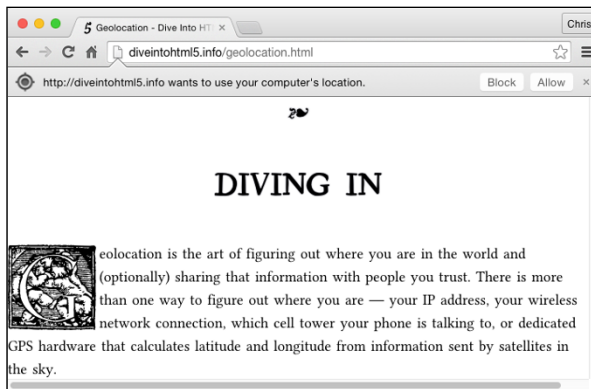 5 Geolocation - Dive Into HT
Chris
diveintohtml5.info/geolocation.html
http://diveintohtml5.info wants to use your computer's location. Block Allow
DIVING IN
Geolocation is the art of figuring out where you are in the world and
(optionally) sharing that information with people you trust. There is more
than one way to figure out where you are — your IP address, your wireless
network connection, which cell tower your phone is talking to, or dedicated
GPS hardware that calculates latitude and longitude from information sent by satellites in
the sky.